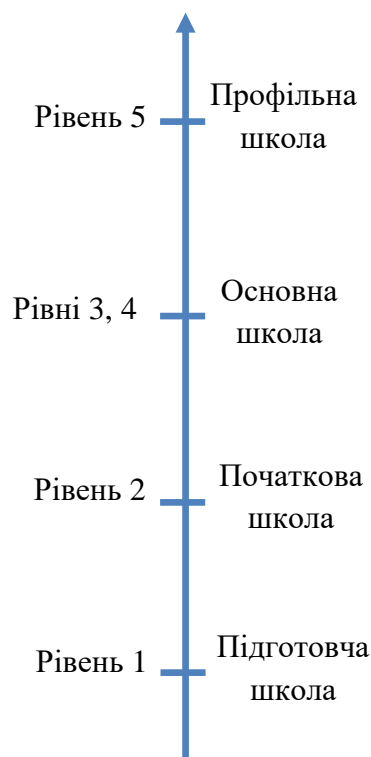 Рівень 5
Профільна
школа
Рівні 3, 4
Основна
школа
Рівень 2
Початкова
школа
Рівень 1
Підготовча
школа